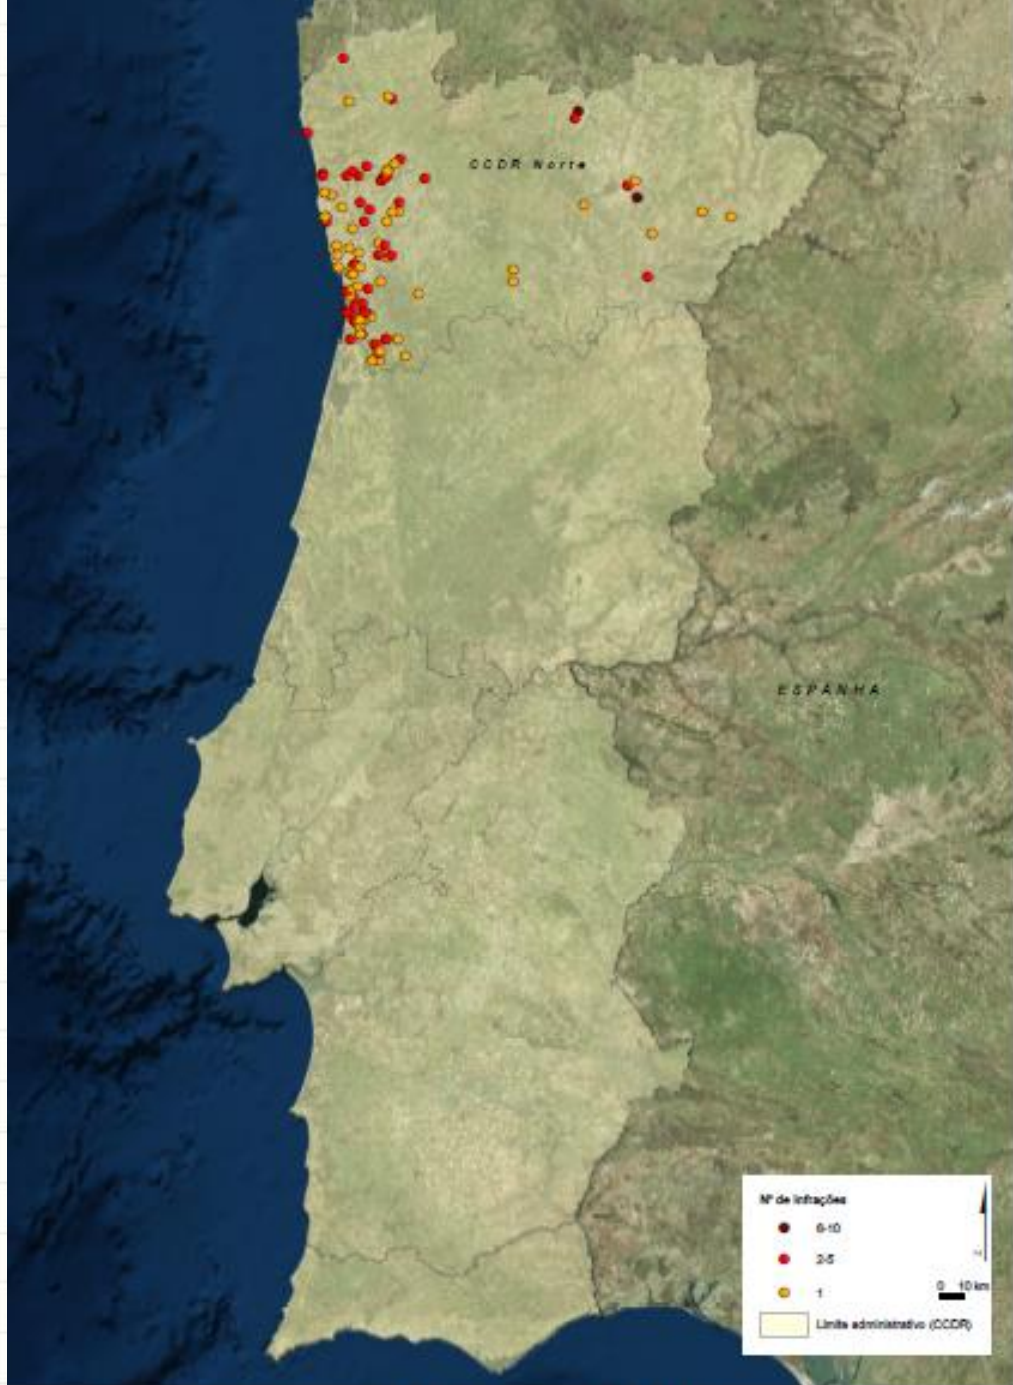 CCDR Norte
ESPANHA
Nº de Infrações
6-10
2-5
1
0 10 km
Limite administrativo (CCDR)